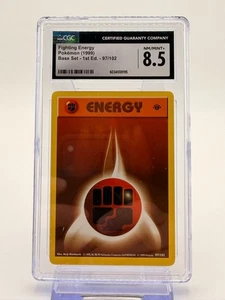 CGC
CERTIFIED GUARANTY COMPANY
Fighting Energy
Pokémon (1999)
Base Set - 1st Ed. - 97/102
NM/MINT+
8.5
ENERGY